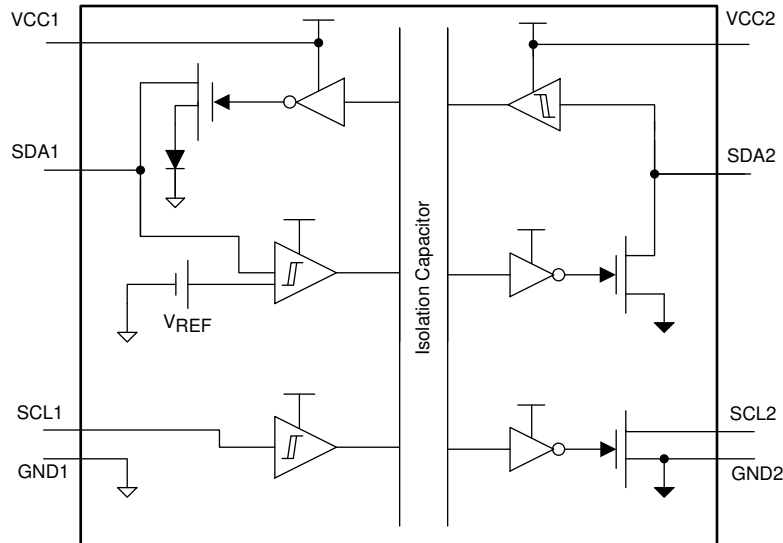 VCC1
VCC2
SDA1
SDA2
VREF
Isolation Capacitor
SCL1
SCL2
GND1
GND2